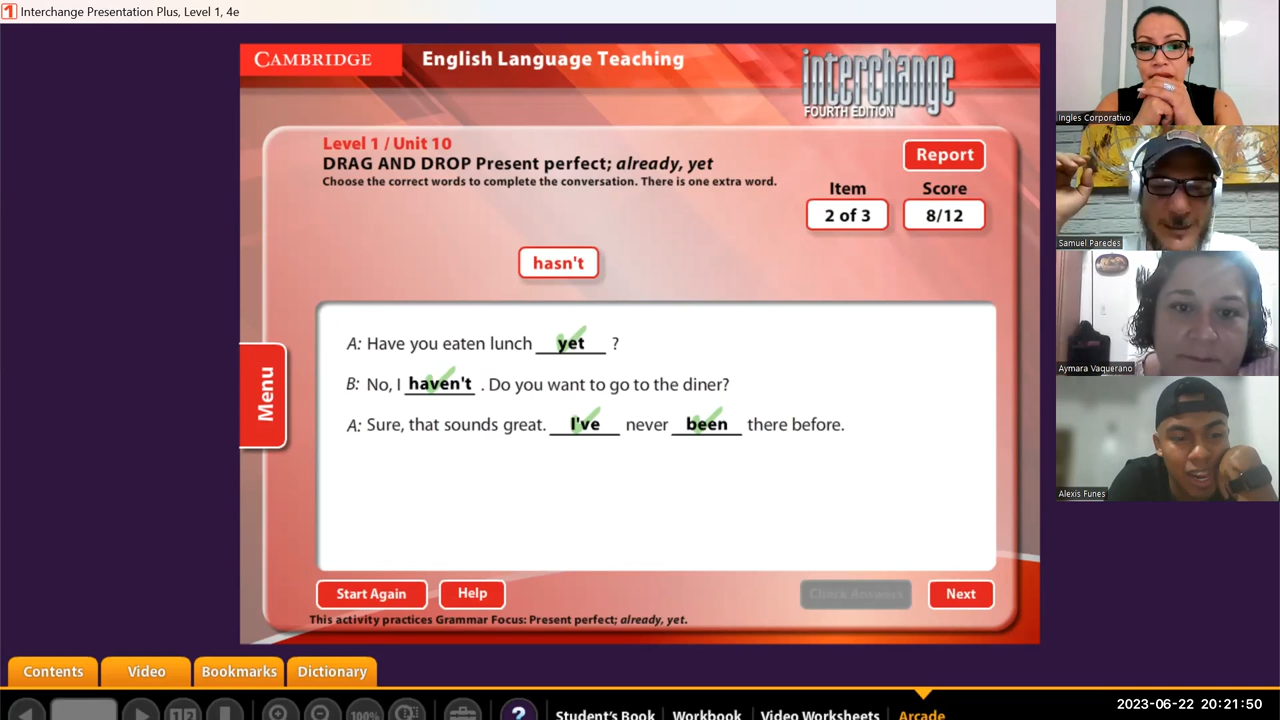 Interchange Presentation Plus, Level 1, 4e
CAMBRIDGE
English Language Teaching
interchange
FOURTH EDITION
Level 1 / Unit 10
DRAG AND DROP Present perfect; already, yet
Choose the correct words to complete the conversation. There is one extra word.
Report
Item
Score
2 of 3
8/12
hasn't
A: Have you eaten lunch yet ?
B: No, I haven't . Do you want to go to the diner?
A: Sure, that sounds great. I've never been there before.
Menu
Start Again
Help
Check Answers
Next
This activity practices Grammar Focus: Present perfect; already, yet.
Contents
Video
Bookmarks
Dictionary
100%
?
Student's Book
Workbook
Video Worksheets
Arcade
Ingles Corporativo
Samuel Paredes
Aymara Vaquerano
Alexis Funes
2023-06-22 20:21:50